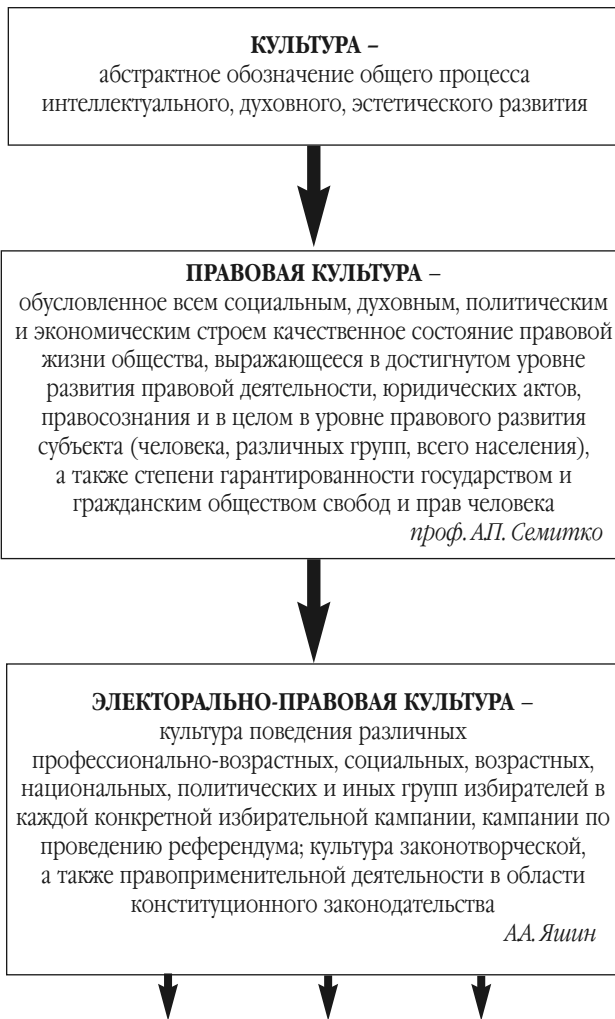 КУЛЬТУРА –
абстрактное обозначение общего процесса
интеллектуального, духовного, эстетического развития
ПРАВОВАЯ КУЛЬТУРА –
обусловленное всем социальным, духовным, политическим
и экономическим строем качественное состояние правовой
жизни общества, выражающееся в достигнутом уровне
развития правовой деятельности, юридических актов,
правосознания и в целом в уровне правового развития
субъекта (человека, различных групп, всего населения),
а также степени гарантированности государством и
гражданским обществом свобод и прав человека
проф. А.П. Семитко
ЭЛЕКТОРАЛЬНО-ПРАВОВАЯ КУЛЬТУРА –
культура поведения различных
профессионально-возрастных, социальных, возрастных,
национальных, политических и иных групп избирателей в
каждой конкретной избирательной кампании, кампании по
проведению референдума; культура законотворческой,
а также правоприменительной деятельности в области
конституционного законодательства
А.А. Яшин